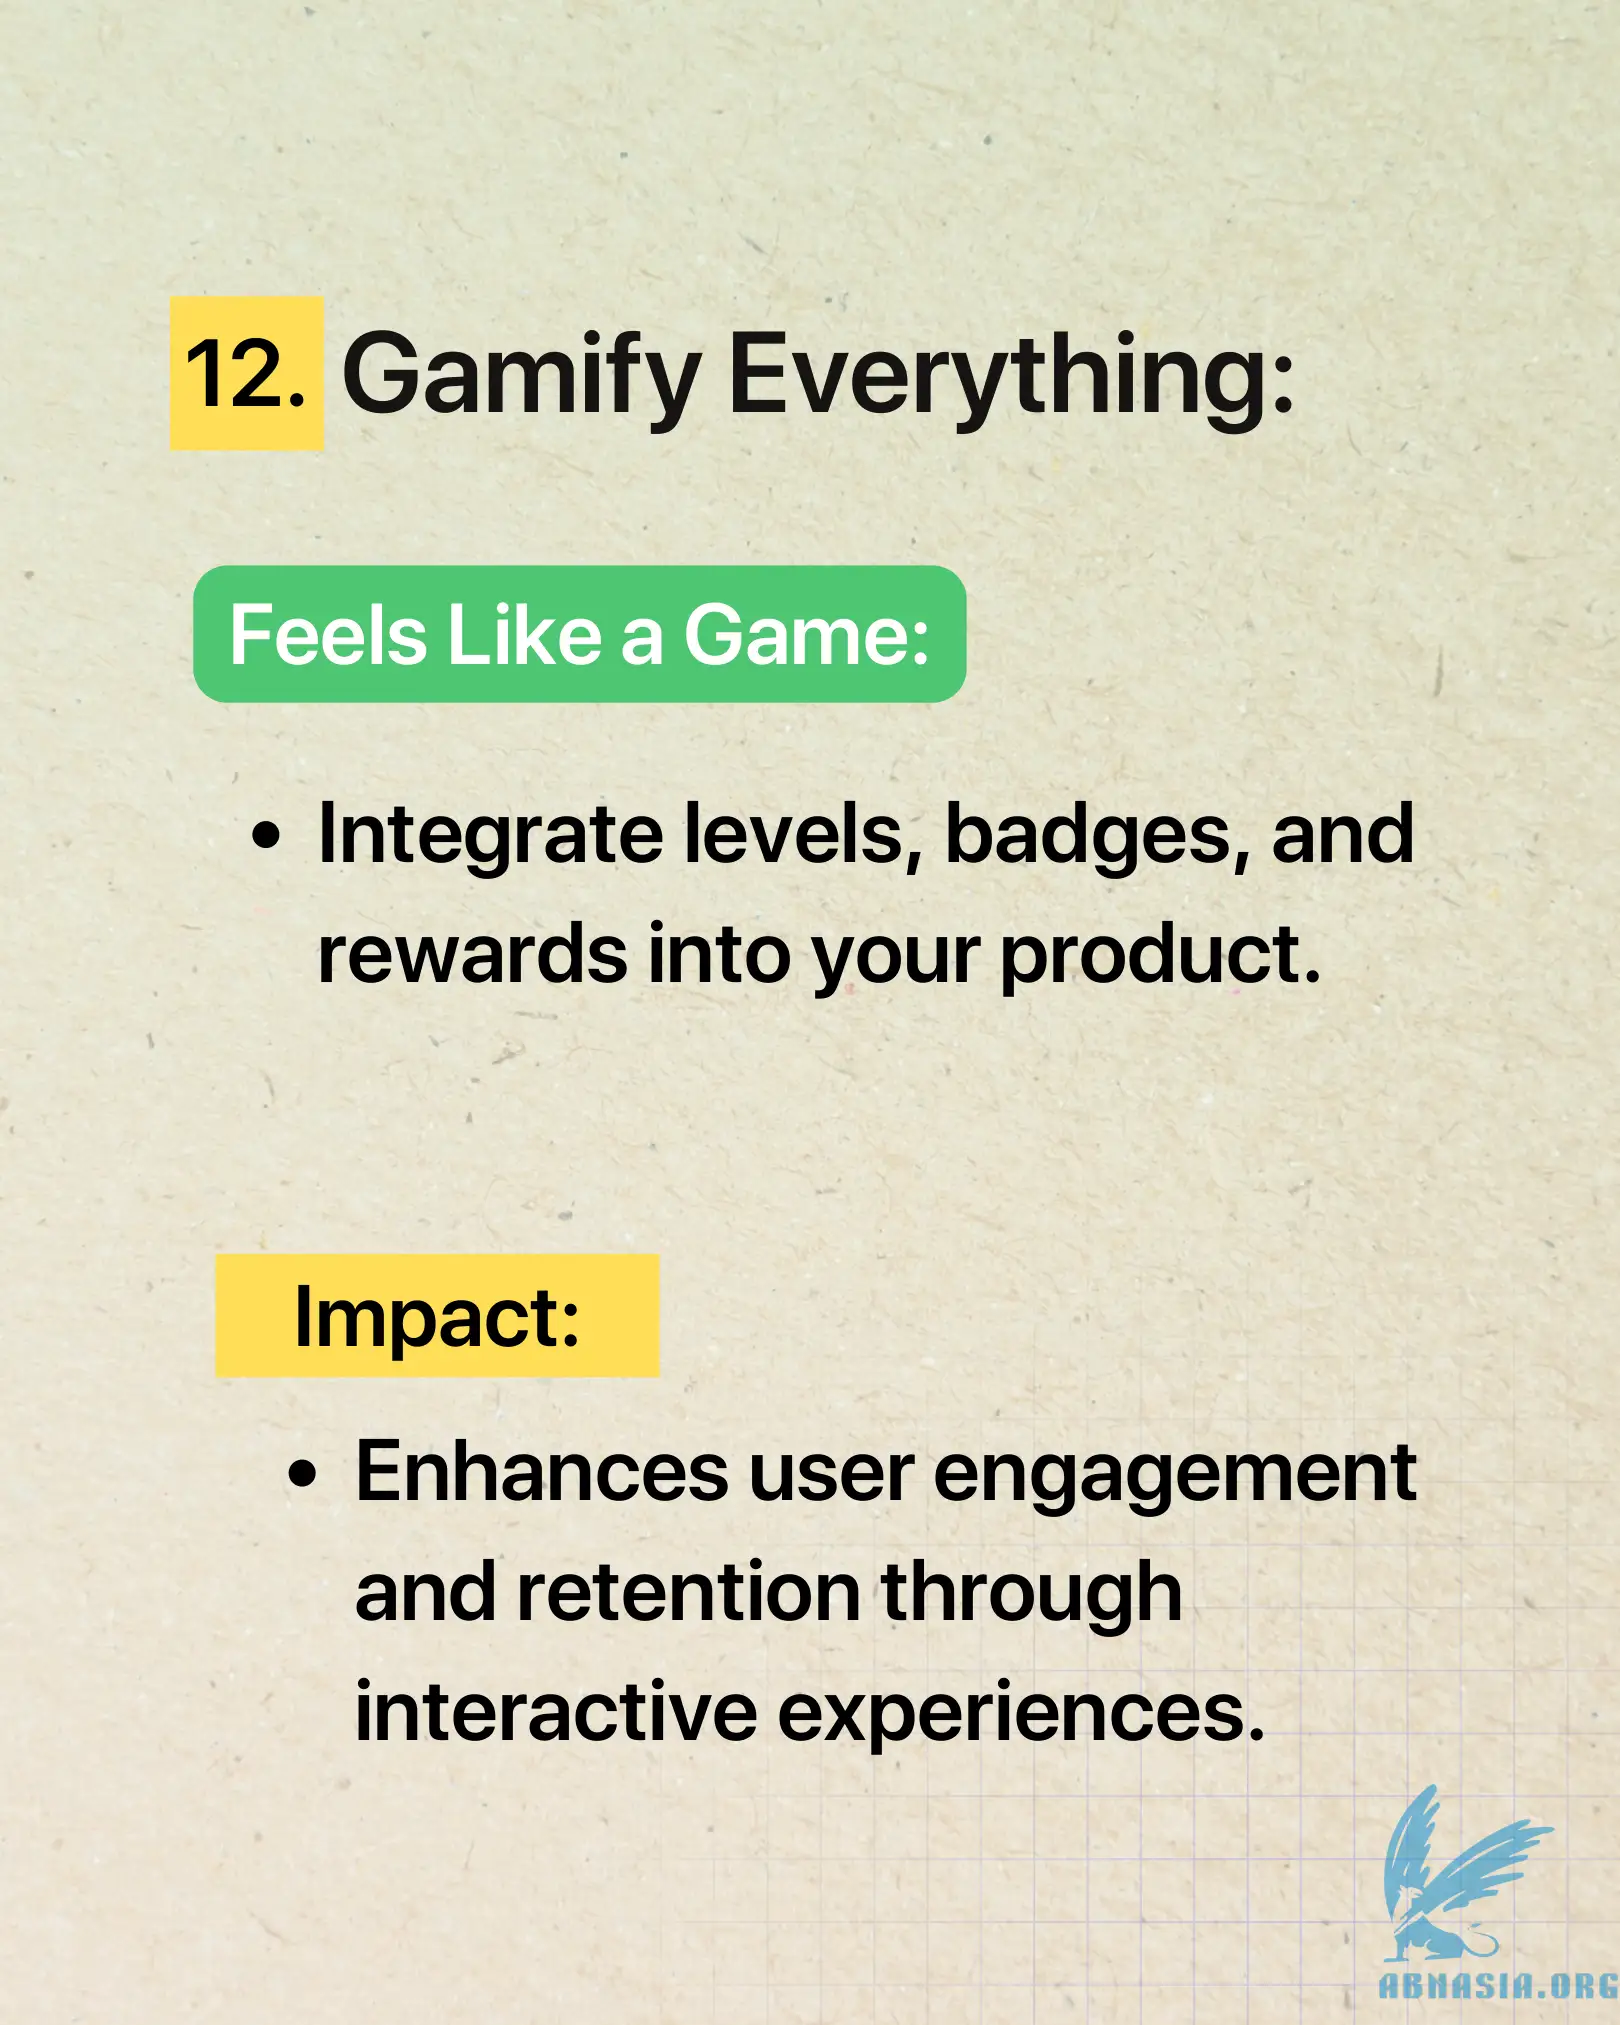 12. Gamify Everything:
Feels Like a Game:
• Integrate levels, badges, and
rewards into your product.
Impact:
• Enhances user engagement
and retention through
interactive experiences.
ABNASIA.ORG